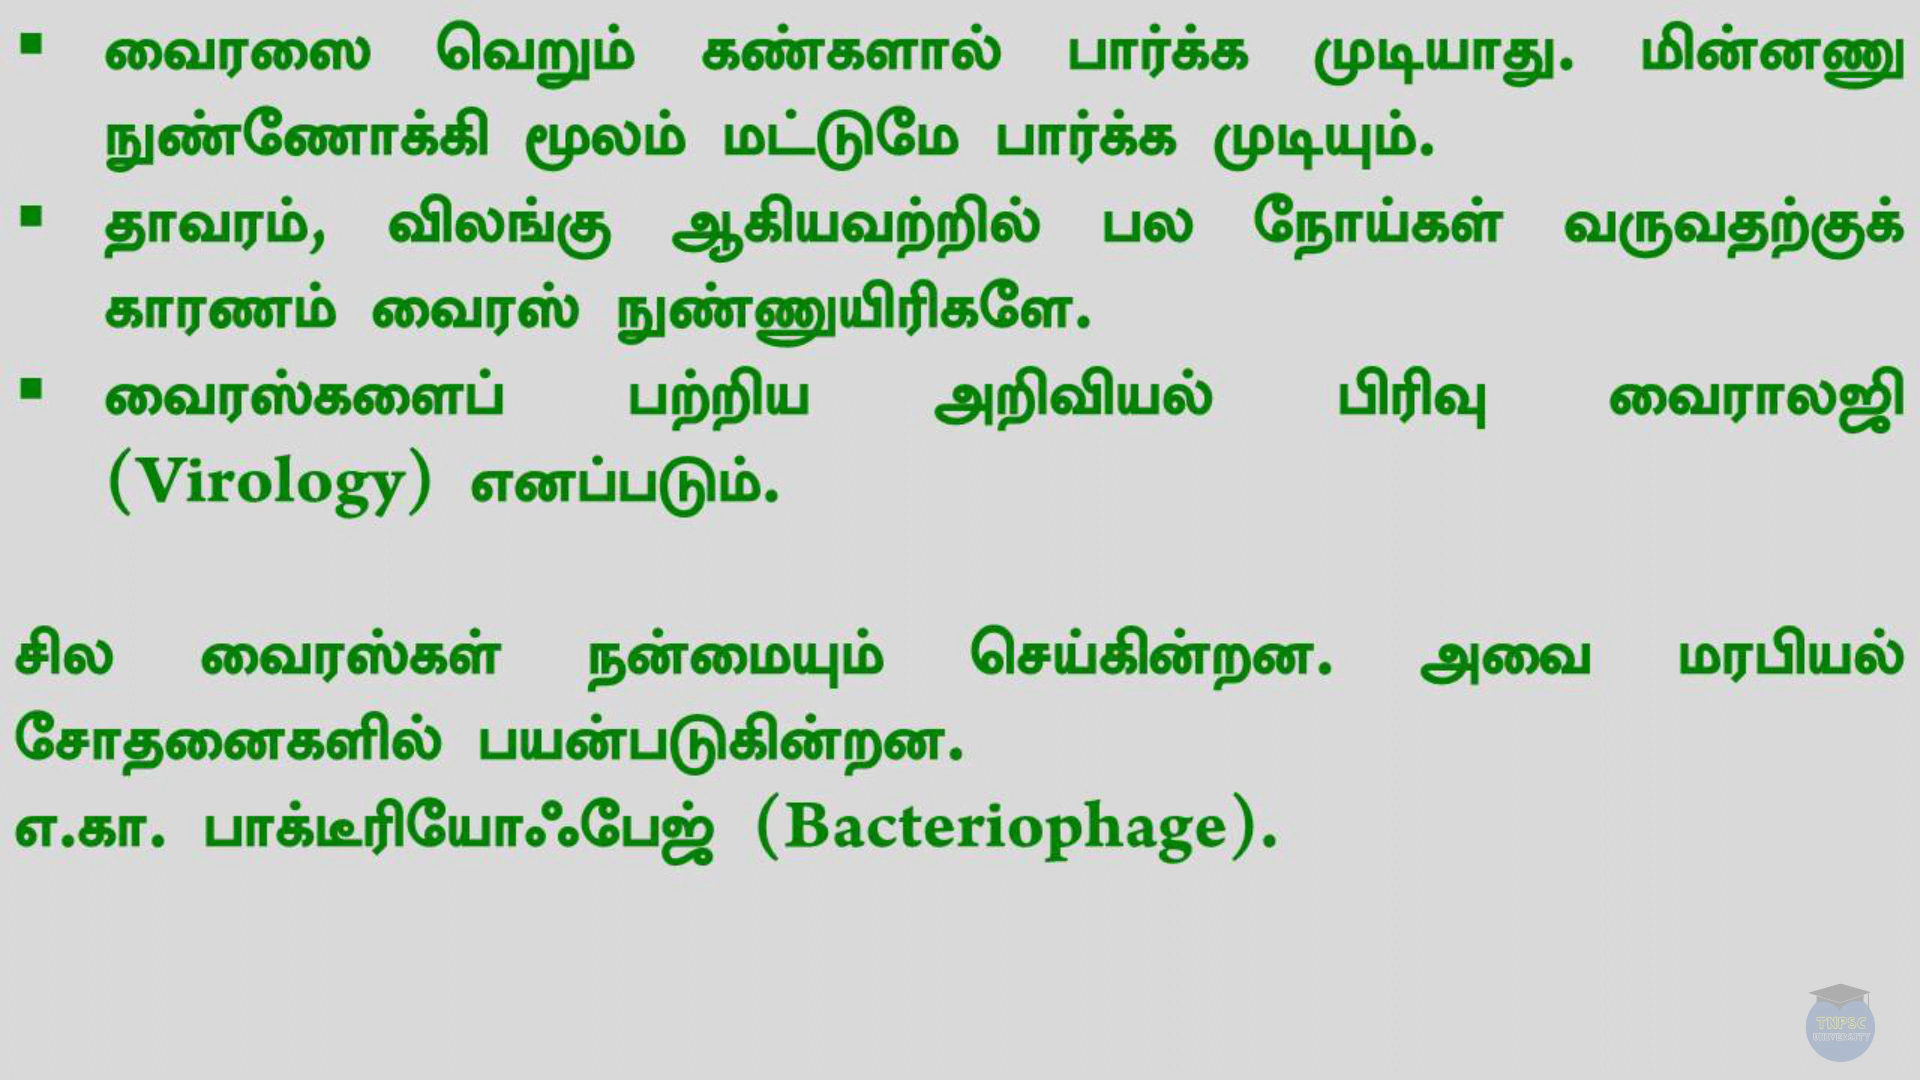 ▪ வைரஸை வெறும் கண்களால் பார்க்க முடியாது. மின்னணு
நுண்ணோக்கி மூலம் மட்டுமே பார்க்க முடியும்.
▪ தாவரம், விலங்கு ஆகியவற்றில் பல நோய்கள் வருவதற்குக்
காரணம் வைரஸ் நுண்ணுயிரிகளே.
▪ வைரஸ்களைப் பற்றிய அறிவியல் பிரிவு வைராலஜி
(Virology) எனப்படும்.
சில வைரஸ்கள் நன்மையும் செய்கின்றன. அவை மரபியல்
சோதனைகளில் பயன்படுகின்றன.
எ.கா. பாக்டீரியோஃபேஜ் (Bacteriophage).
TNPSC
UNIVERSITY